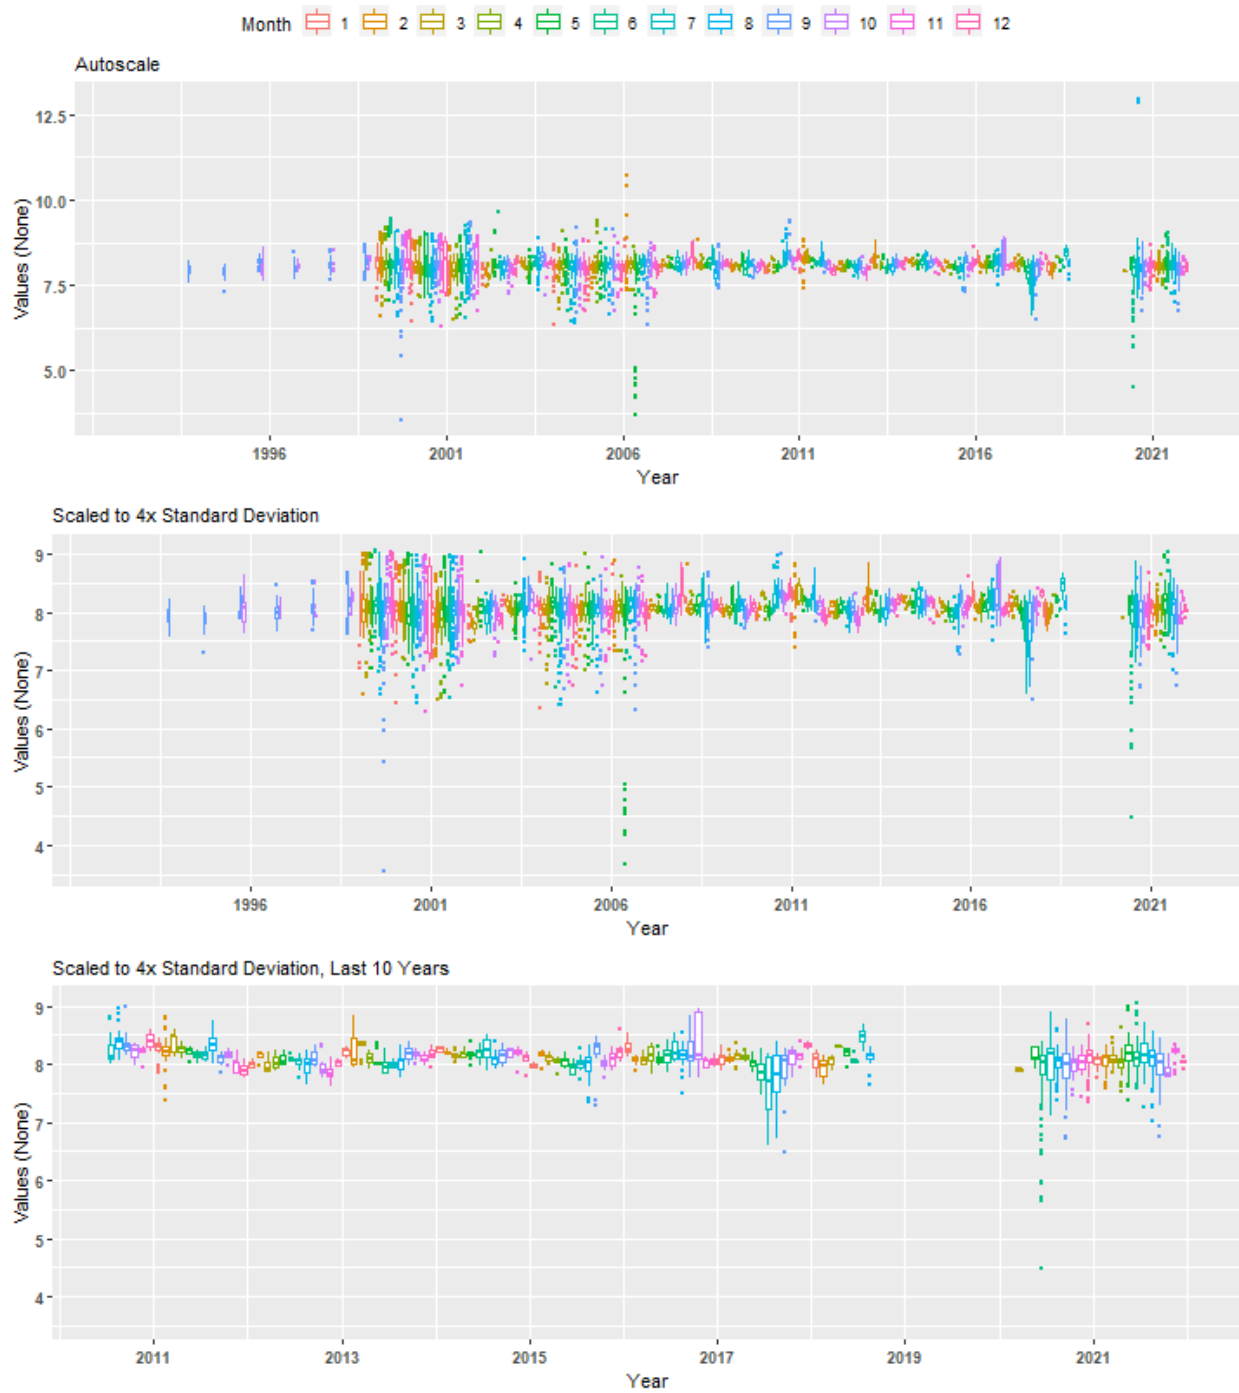 Month 1 2 3 4 5 6 7 8 9 10 11 12
Autoscale
Values (None)
12.5
10.0
7.5
5.0
1996 2001 2006 2011 2016 2021
Year
Scaled to 4x Standard Deviation
Values (None)
9
8
7
6
5
4
1996 2001 2006 2011 2016 2021
Year
Scaled to 4x Standard Deviation, Last 10 Years
Values (None)
9
8
7
6
5
4
2011 2013 2015 2017 2019 2021
Year